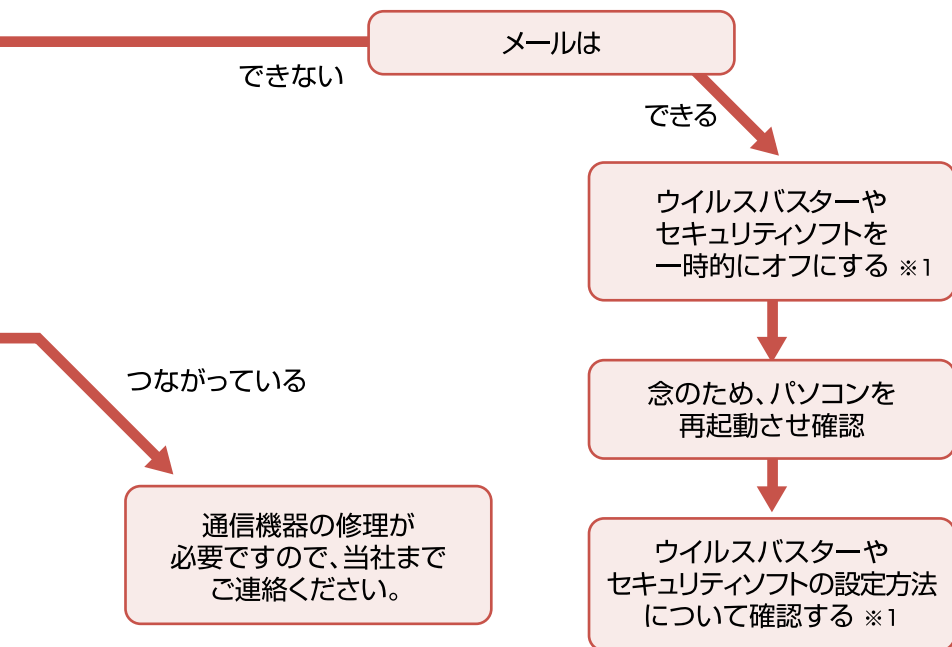 メールは
できない
できる
ウイルスバスターや
セキュリティソフトを
一時的にオフにする ※1
つながっている
念のため、パソコンを
再起動させ確認
通信機器の修理が
必要ですので、当社まで
ご連絡ください。
ウイルスバスターや
セキュリティソフトの設定方法
について確認する ※1